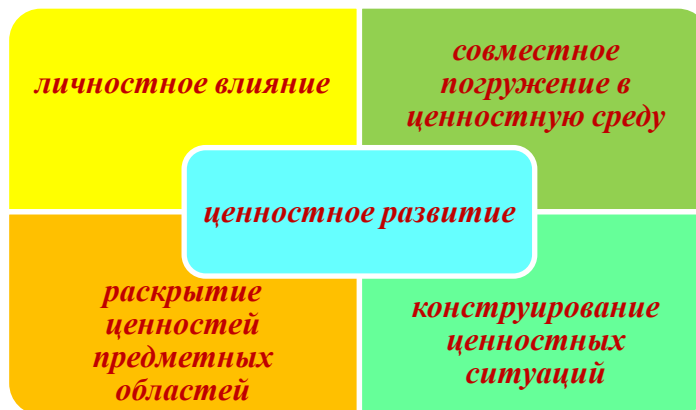 личностное влияние
совместное
погружение в
ценностную среду
ценностное развитие
раскрытие
ценностей
предметных
областей
конструирование
ценностных
ситуаций